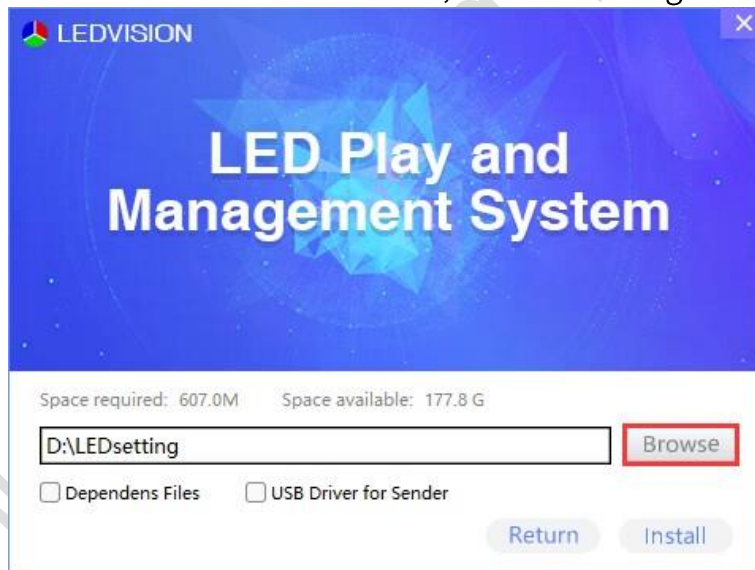 LEDVISION
LED Play and
Management System
Space required: 607.0M Space available: 177.8 G
D:\LEDsetting
Browse
Dependens Files
USB Driver for Sender
Return
Install